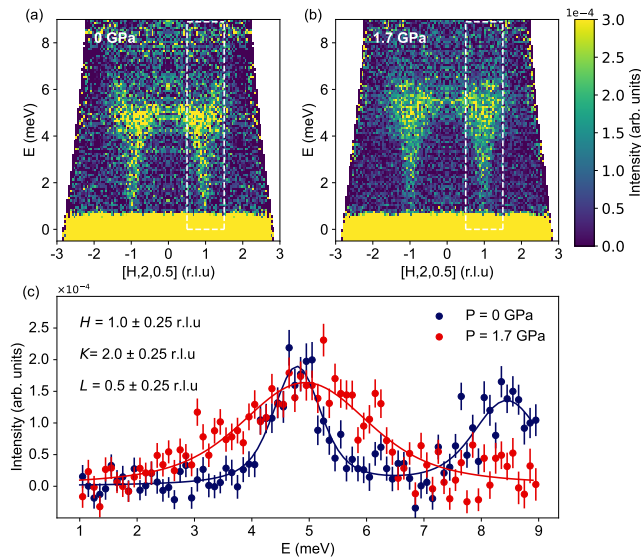 (a)
0 GPa
E (meV)
8
6
4
2
0
-3 -2 -1 0 1 2 3
[H,2,0.5] (r.l.u)
(b)
1.7 GPa
E (meV)
8
6
4
2
0
-3 -2 -1 0 1 2 3
[H,2,0.5] (r.l.u)
1e−4
3.0
2.5
2.0
1.5
1.0
0.5
0.0
Intensity (arb. units)
(c)
×10⁻⁴
H = 1.0 ± 0.25 r.l.u
K= 2.0 ± 0.25 r.l.u
L = 0.5 ± 0.25 r.l.u
P = 0 GPa
P = 1.7 GPa
Intensity (arb. units)
2.5
2.0
1.5
1.0
0.5
0.0
1 2 3 4 5 6 7 8 9
E (meV)